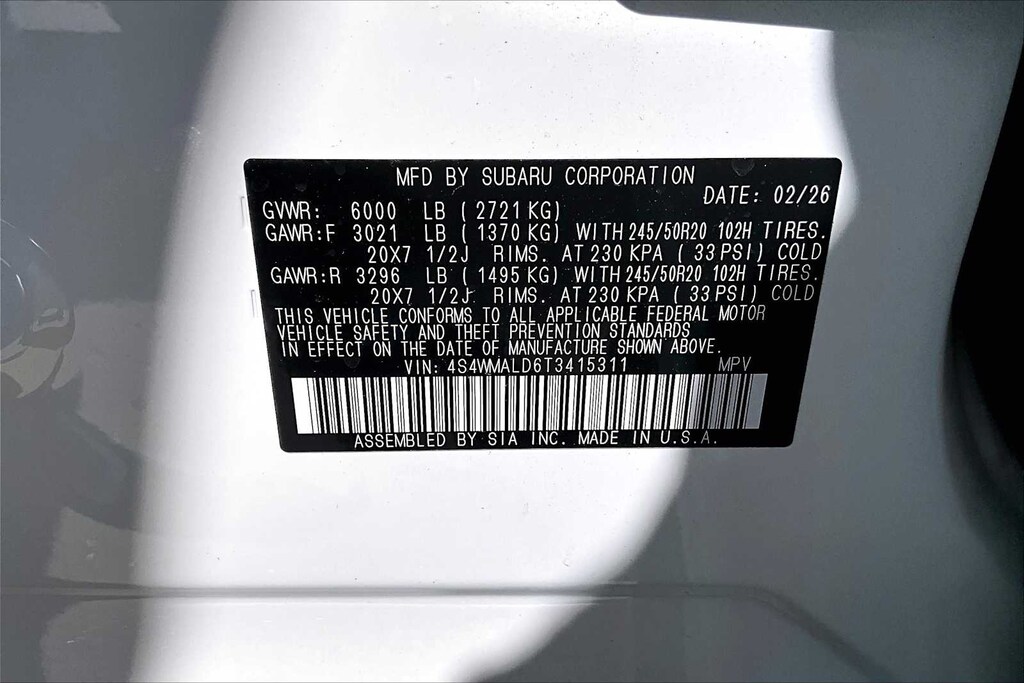 MFD BY SUBARU CORPORATION
DATE: 02/26
GVWR: 6000 LB (2721 KG)
GAWR:F 3021 LB (1370 KG) WITH 245/50R20 102H TIRES.
20X7 1/2J RIMS. AT 230 KPA (33 PSI) COLD
GAWR:R 3296 LB (1495 KG) WITH 245/50R20 102H TIRES.
20X7 1/2J RIMS. AT 230 KPA (33 PSI) COLD
THIS VEHICLE CONFORMS TO ALL APPLICABLE FEDERAL MOTOR
VEHICLE SAFETY AND THEFT PREVENTION STANDARDS
IN EFFECT ON THE DATE OF MANUFACTURE SHOWN ABOVE.
VIN: 4S4WMALD6T3415311 MPV
ASSEMBLED BY SIA INC. MADE IN U.S.A.